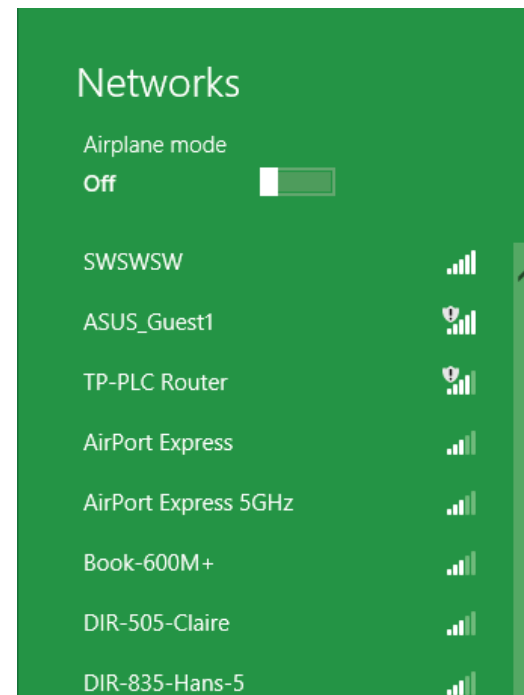 Networks
Airplane mode
Off
SWSWSW
ASUS_Guest1
TP-PLC Router
AirPort Express
AirPort Express 5GHz
Book-600M+
DIR-505-Claire
DIR-835-Hans-5